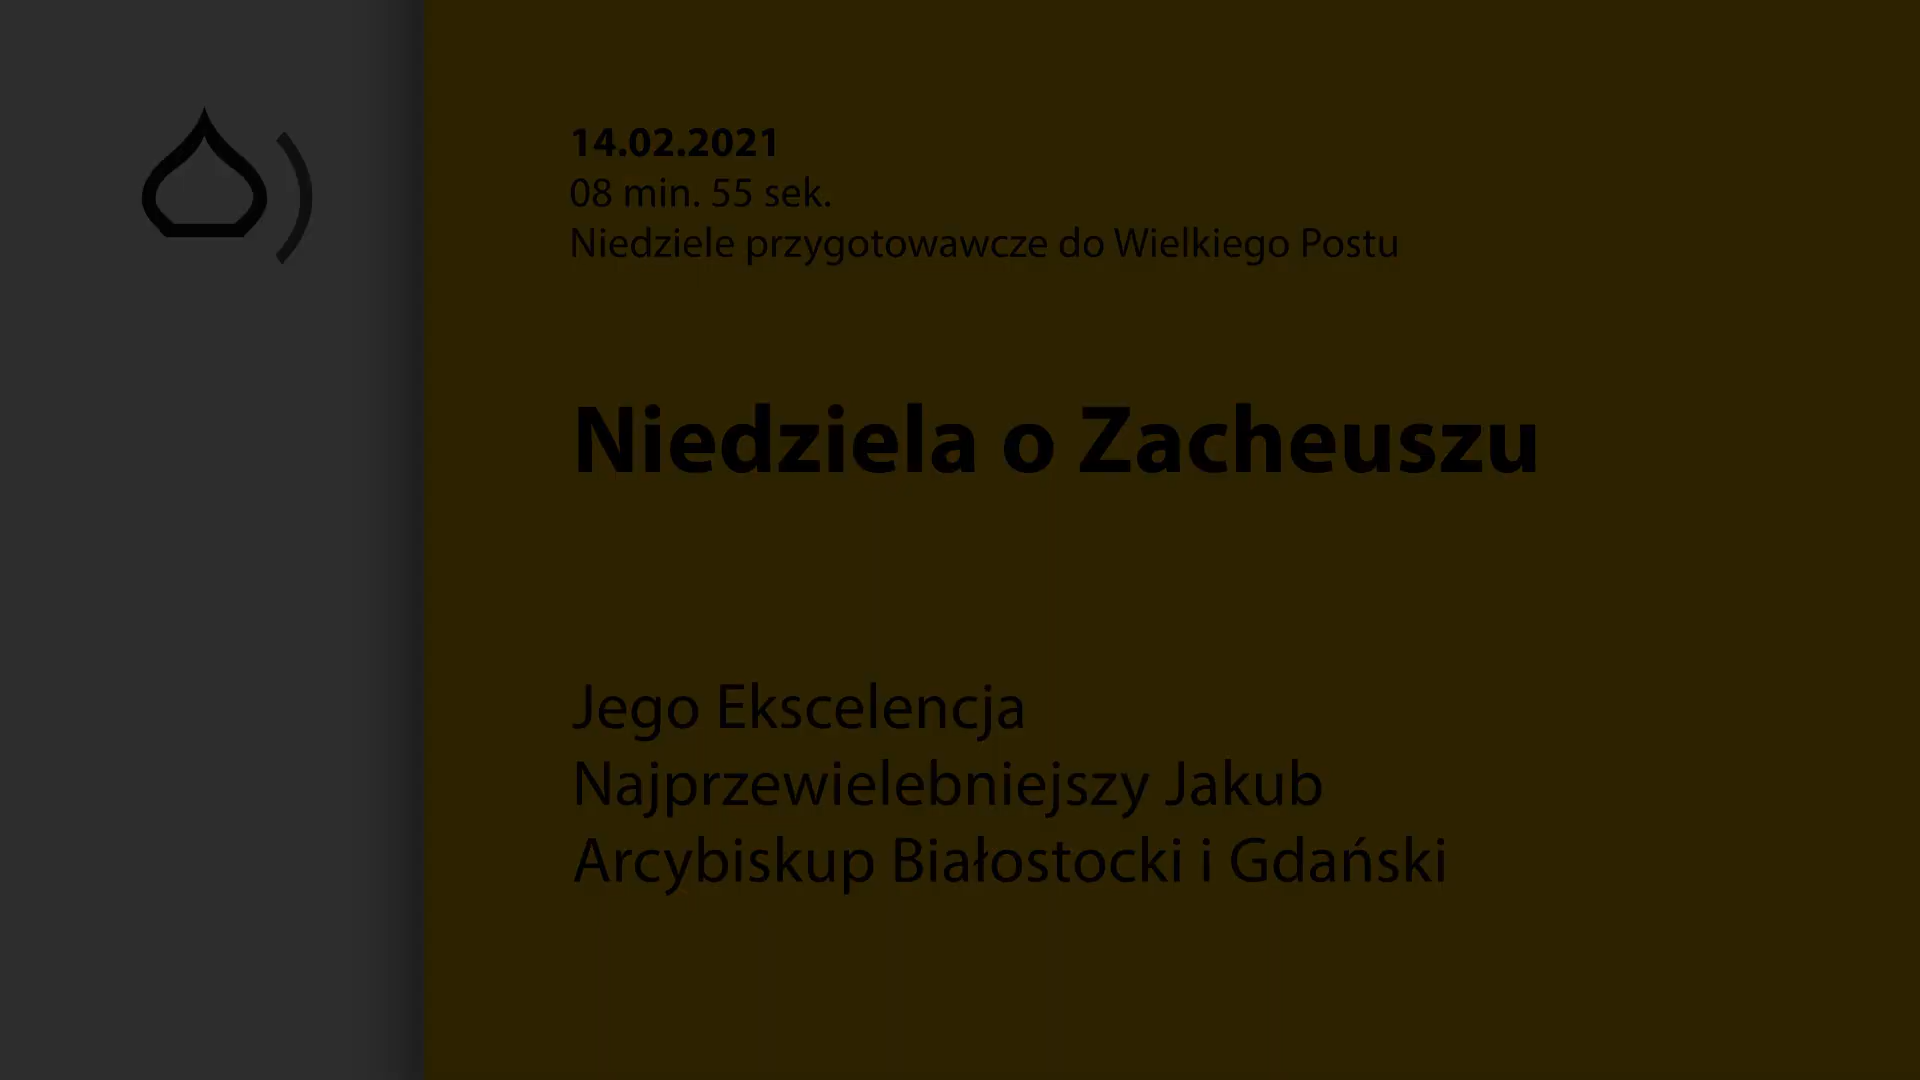 14.02.2021
08 min. 55 sek.
Niedziele przygotowawcze do Wielkiego Postu
Niedziela o Zacheuszu
Jego Ekscelencja
Najprzewielebniejszy Jakub
Arcybiskup Białostocki i Gdański